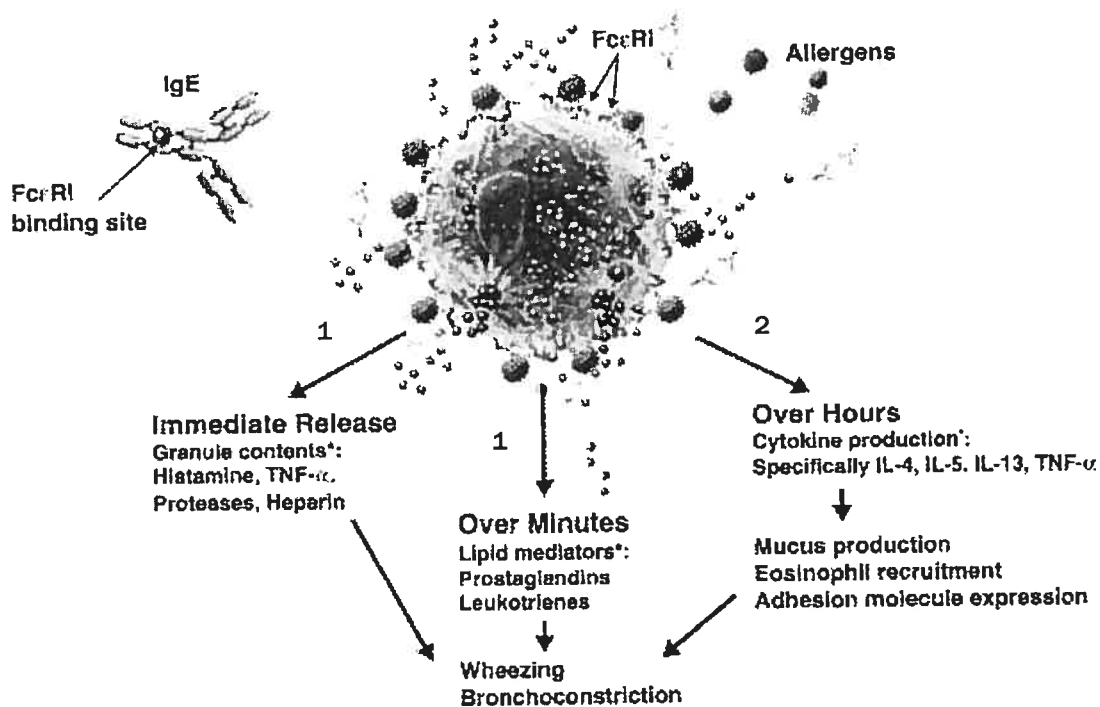 FcεRI
Allergens
IgE
FcεRI
binding site
1
2
Immediate Release
Granule contents*:
Histamine, TNF-α,
Proteases, Heparin
1
Over Minutes
Lipid mediators*:
Prostaglandins
Leukotrienes
Over Hours
Cytokine production*:
Specifically IL-4, IL-5, IL-13, TNF-α
Mucus production
Eosinophil recruitment
Adhesion molecule expression
Wheezing
Bronchoconstriction